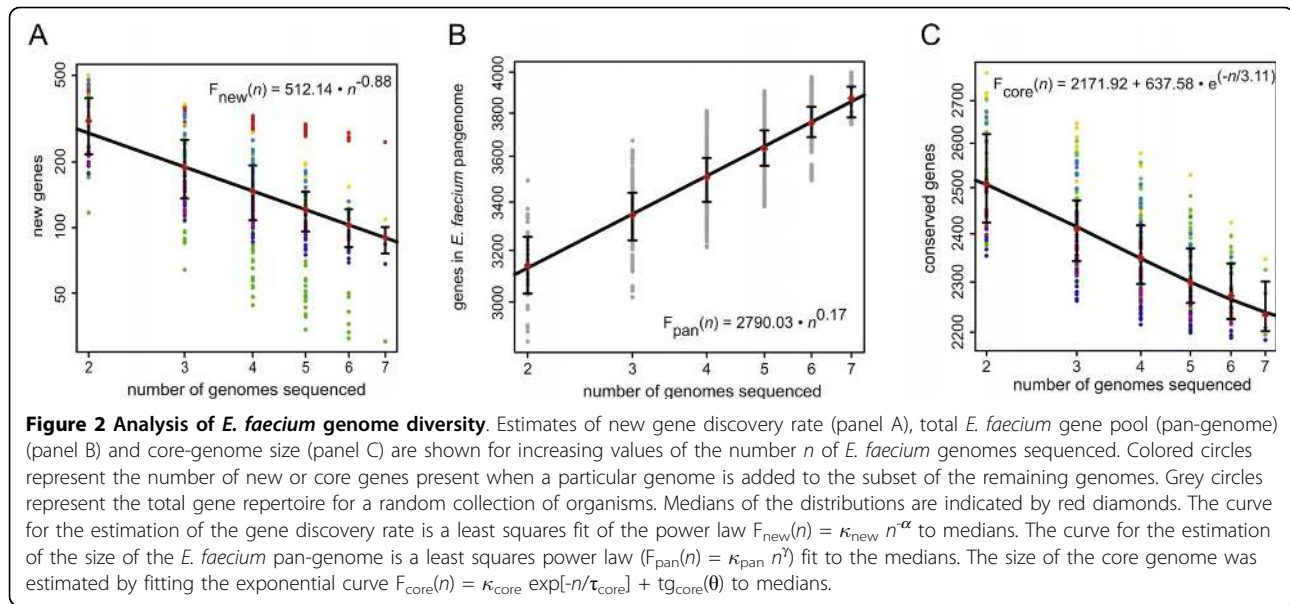 A
B
C
F_new(n) = 512.14 • n^-0.88
new genes
500
200
100
50
2 3 4 5 6 7
number of genomes sequenced
genes in E. faecium pangenome
4000
3800
3600
3400
3200
3000
F_pan(n) = 2790.03 • n^0.17
2 3 4 5 6 7
number of genomes sequenced
F_core(n) = 2171.92 + 637.58 • e^(-n/3.11)
conserved genes
2700
2600
2500
2400
2300
2200
2 3 4 5 6 7
number of genomes sequenced
Figure 2 Analysis of E. faecium genome diversity. Estimates of new gene discovery rate (panel A), total E. faecium gene pool (pan-genome)
(panel B) and core-genome size (panel C) are shown for increasing values of the number n of E. faecium genomes sequenced. Colored circles
represent the number of new or core genes present when a particular genome is added to the subset of the remaining genomes. Grey circles
represent the total gene repertoire for a random collection of organisms. Medians of the distributions are indicated by red diamonds. The curve
for the estimation of the gene discovery rate is a least squares fit of the power law F_new(n) = κ_new n^-α to medians. The curve for the estimation
of the size of the E. faecium pan-genome is a least squares power law (F_pan(n) = κ_pan n^γ) fit to the medians. The size of the core genome was
estimated by fitting the exponential curve F_core(n) = κ_core exp[-n/τ_core] + tg_core(θ) to medians.